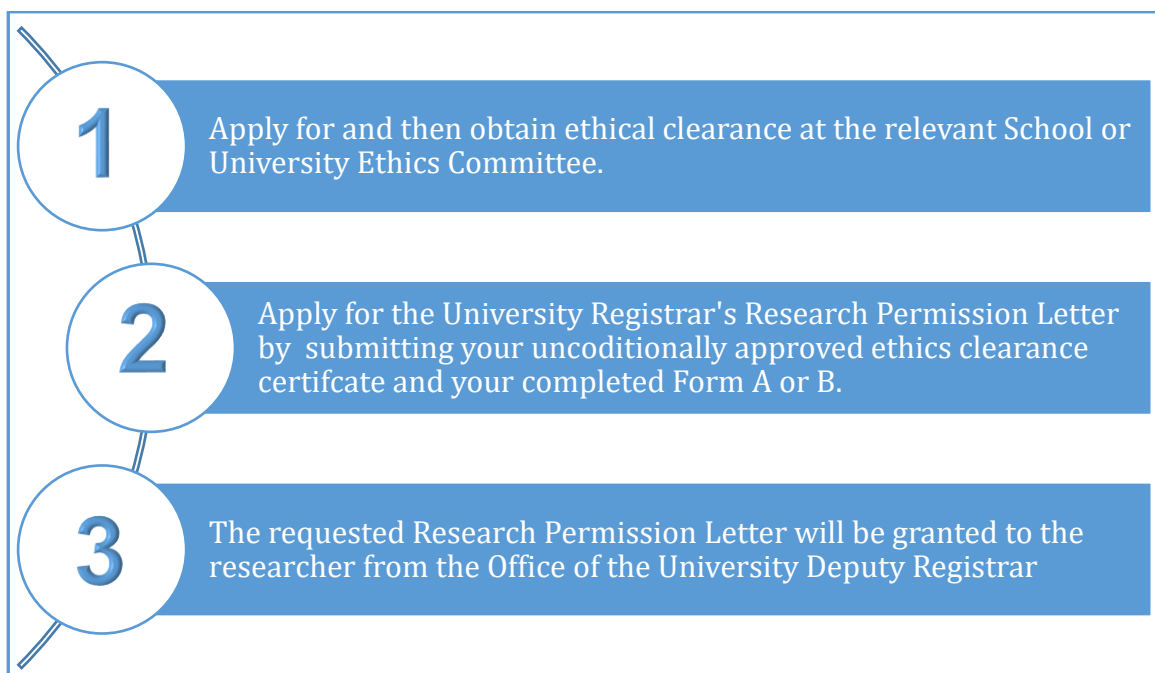 1
Apply for and then obtain ethical clearance at the relevant School or
University Ethics Committee.
2
Apply for the University Registrar's Research Permission Letter
by  submitting your uncoditionally approved ethics clearance
certifcate and your completed Form A or B.
3
The requested Research Permission Letter will be granted to the
researcher from the Office of the University Deputy Registrar